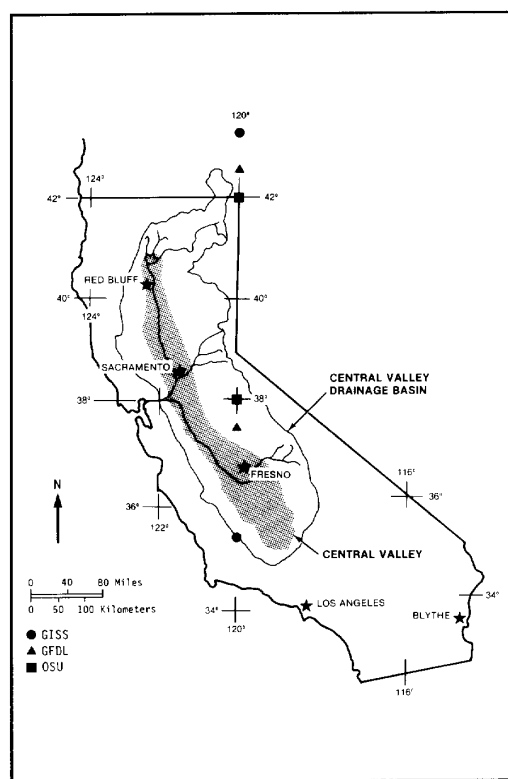 120°
124°
42°
42°
RED BLUFF
40°
124°
40°
SACRAMENTO
CENTRAL VALLEY
DRAINAGE BASIN
38°
38°
116°
FRESNO
36°
N
36°
122°
CENTRAL VALLEY
0 40 80 Miles
0 50 100 Kilometers
34°
LOS ANGELES
34°
120°
BLYTHE
GISS
GFDL
OSU
116°